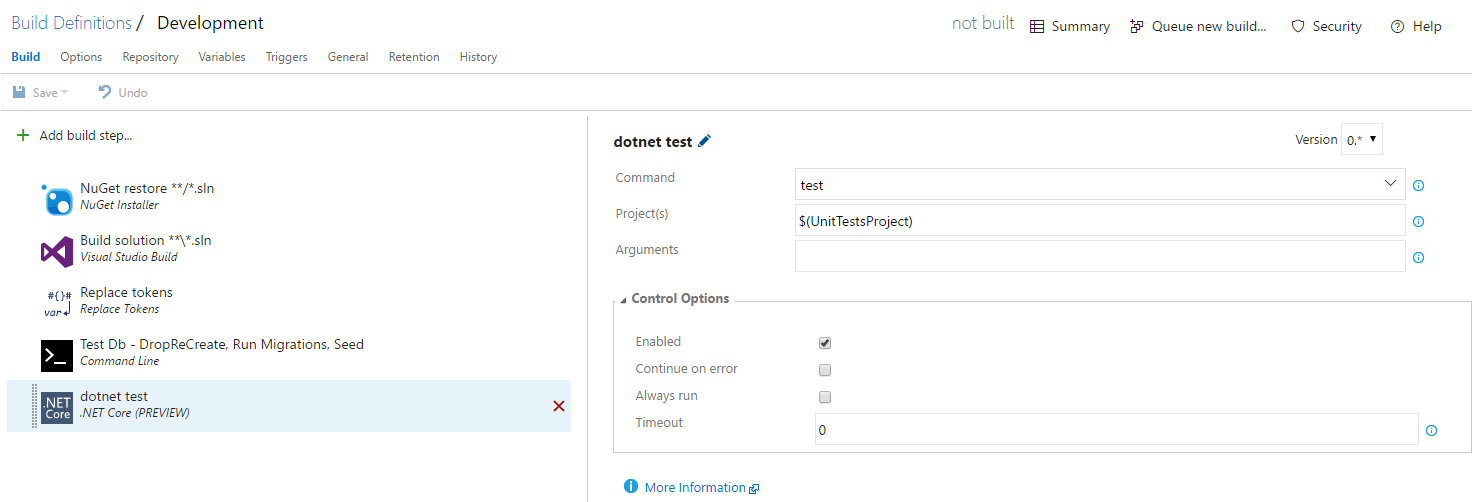 Build Definitions / Development
not built Summary Queue new build... Security Help
Build Options Repository Variables Triggers General Retention History
Save Undo
Add build step...
NuGet restore **/*.sln
NuGet Installer
Build solution **\*.sln
Visual Studio Build
#{}#
var
Replace tokens
Replace Tokens
>_
Test Db - DropReCreate, Run Migrations, Seed
Command Line
.NET
Core
dotnet test
.NET Core (PREVIEW)
dotnet test
Version 0.*
Command test
Project(s) $(UnitTestsProject)
Arguments
Control Options
Enabled
Continue on error
Always run
Timeout 0
More Information